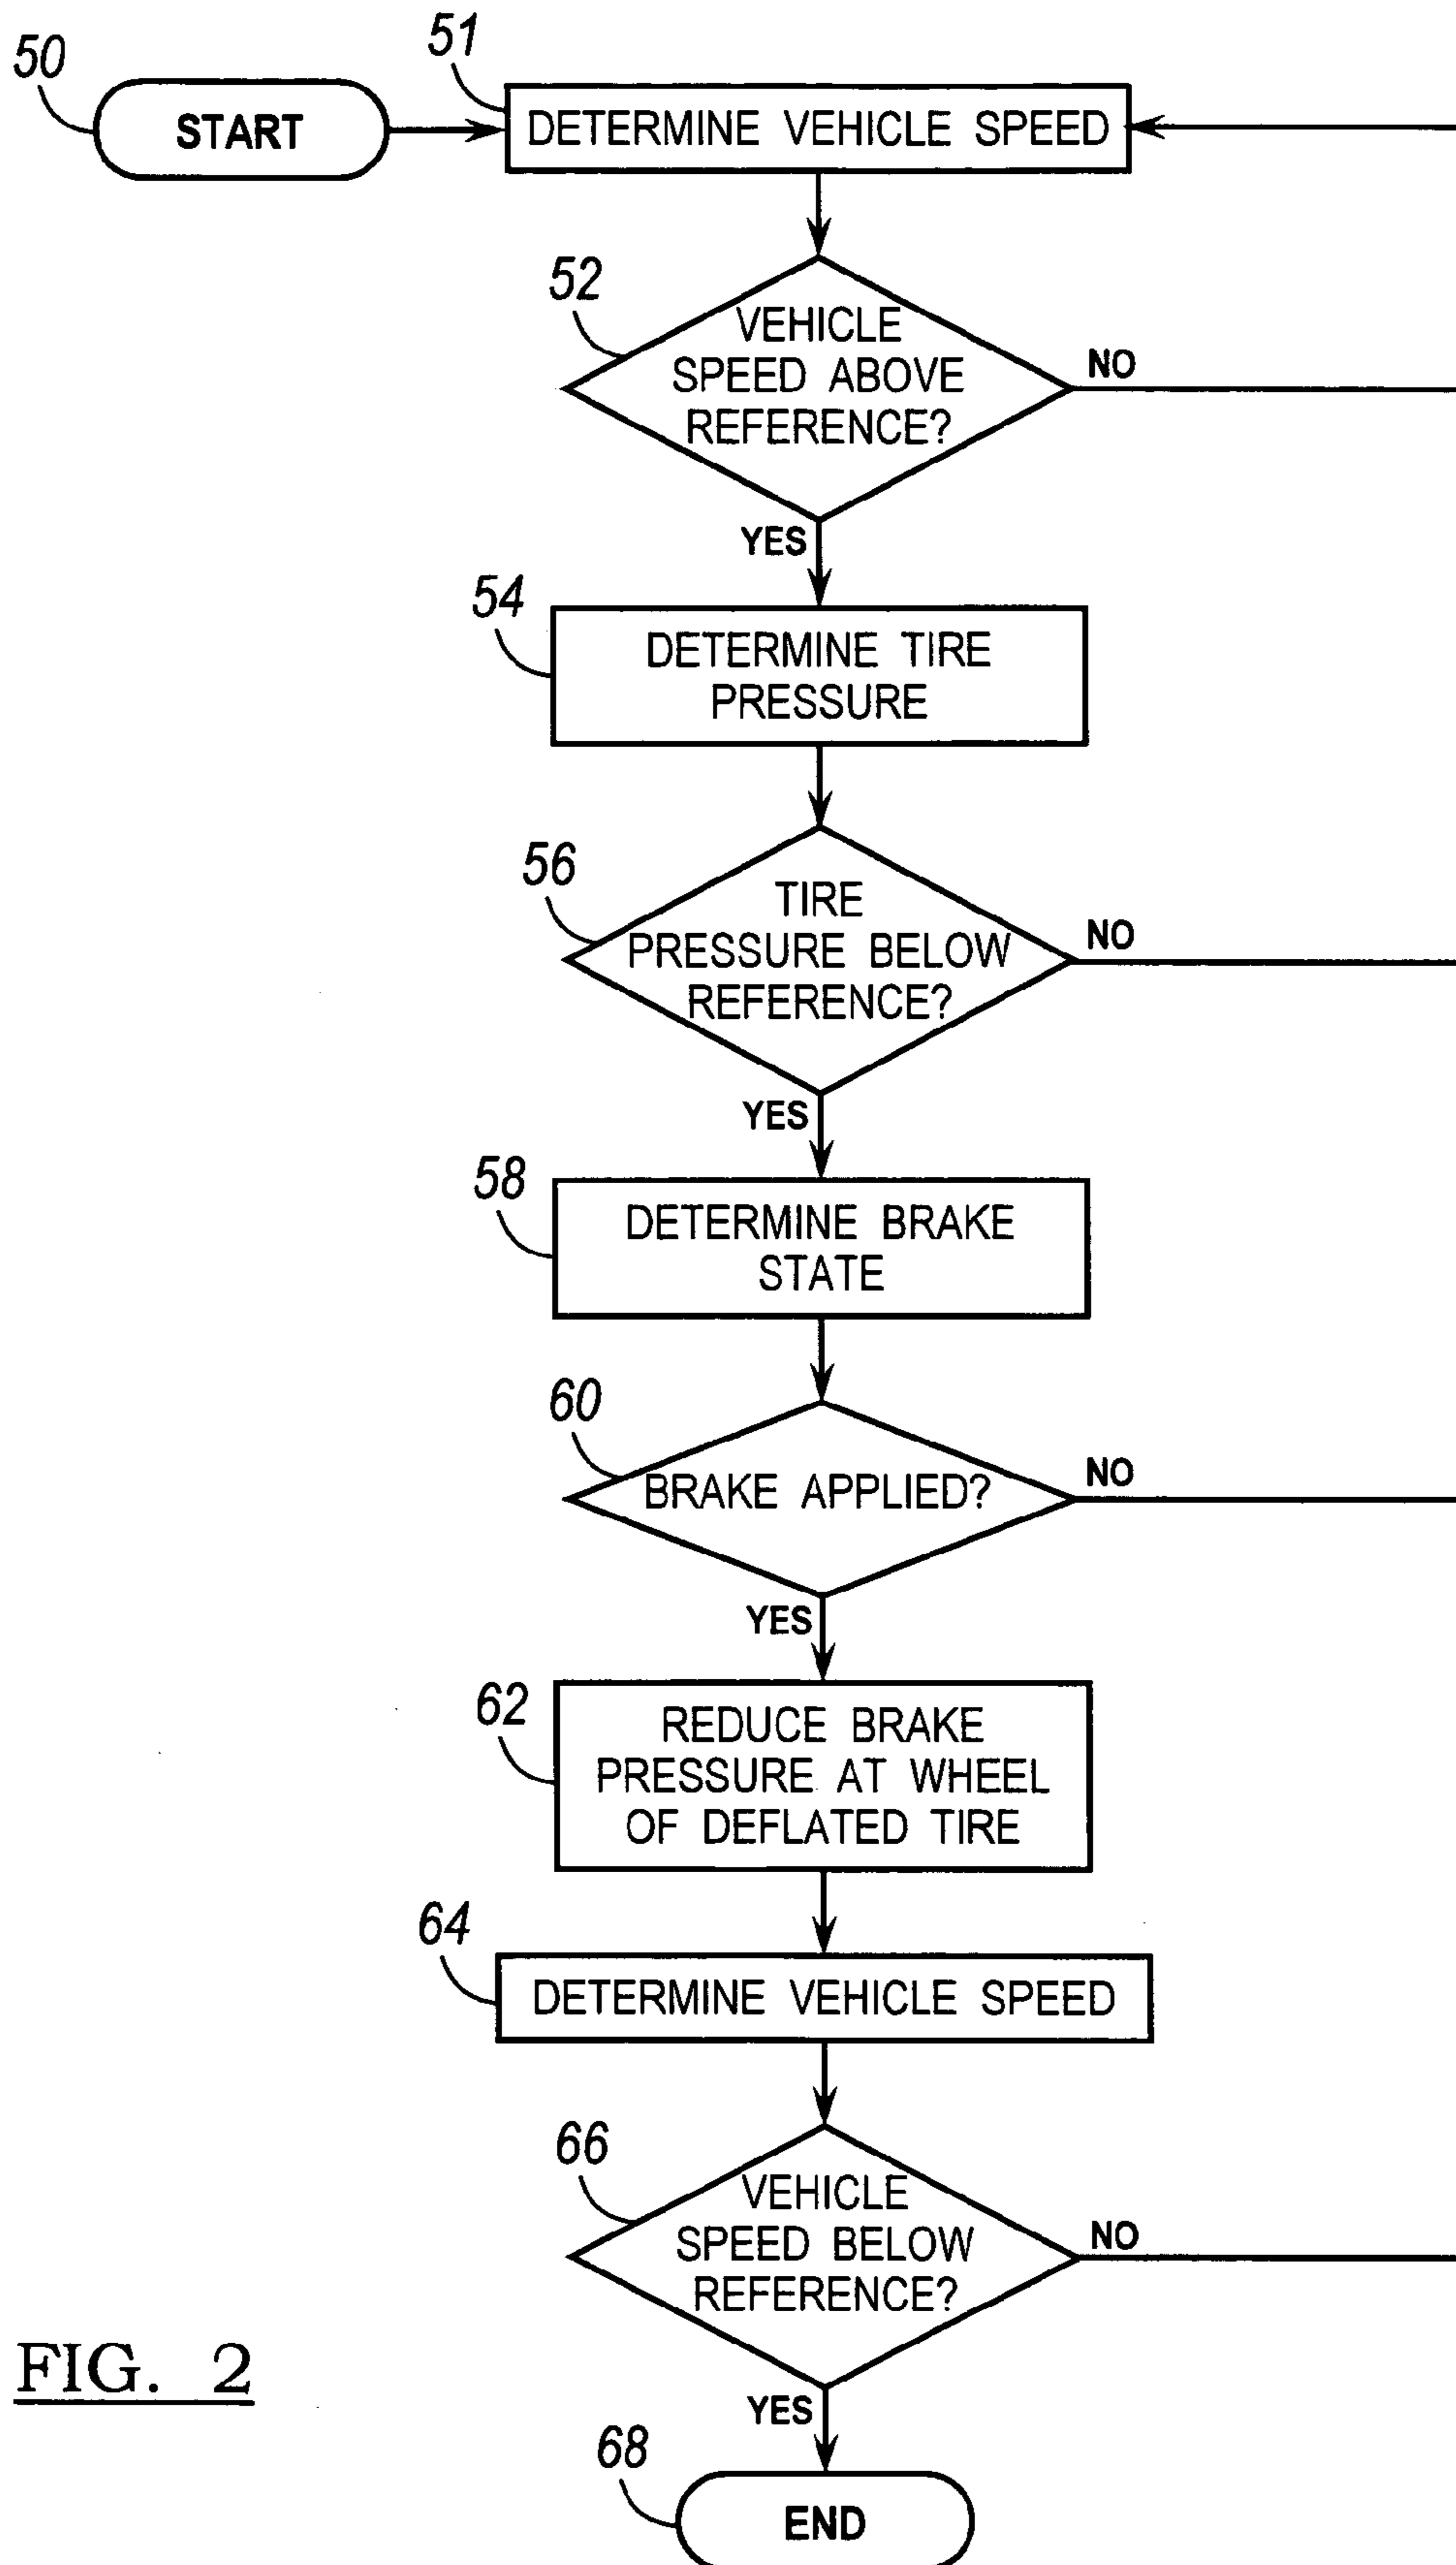 50
START
51
DETERMINE VEHICLE SPEED
52
VEHICLE
SPEED ABOVE
REFERENCE?
NO
YES
54
DETERMINE TIRE
PRESSURE
56
TIRE
PRESSURE BELOW
REFERENCE?
NO
YES
58
DETERMINE BRAKE
STATE
60
BRAKE APPLIED?
NO
YES
62
REDUCE BRAKE
PRESSURE AT WHEEL
OF DEFLATED TIRE
64
DETERMINE VEHICLE SPEED
66
VEHICLE
SPEED BELOW
REFERENCE?
NO
YES
68
END
FIG. 2